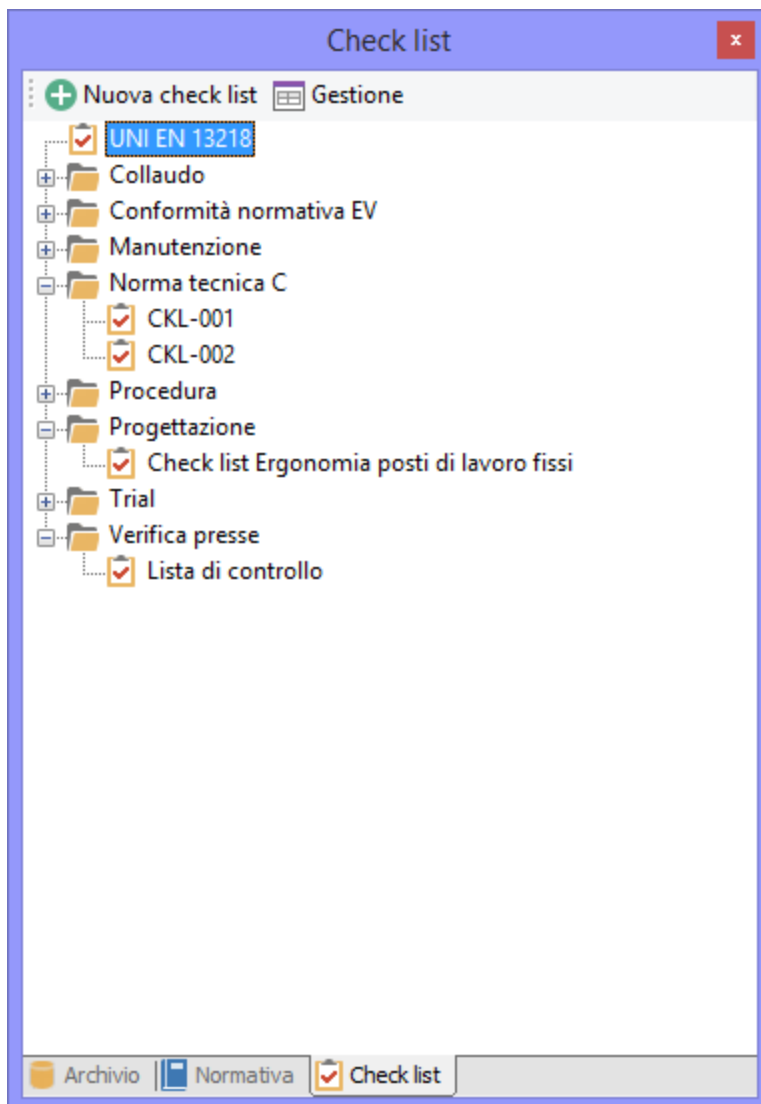 Check list
x
Nuova check list Gestione
UNI EN 13218
Collaudo
Conformità normativa EV
Manutenzione
Norma tecnica C
CKL-001
CKL-002
Procedura
Progettazione
Check list Ergonomia posti di lavoro fissi
Trial
Verifica presse
Lista di controllo
Archivio Normativa Check list